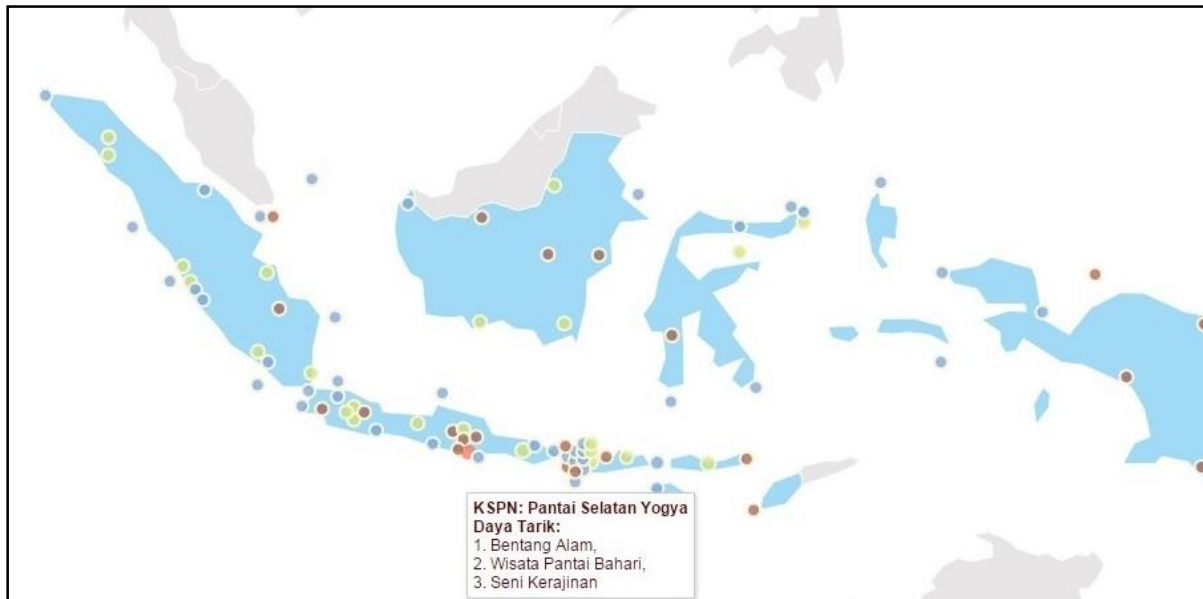 KSPN: Pantai Selatan Yogya
Daya Tarik:
1. Bentang Alam,
2. Wisata Pantai Bahari,
3. Seni Kerajinan